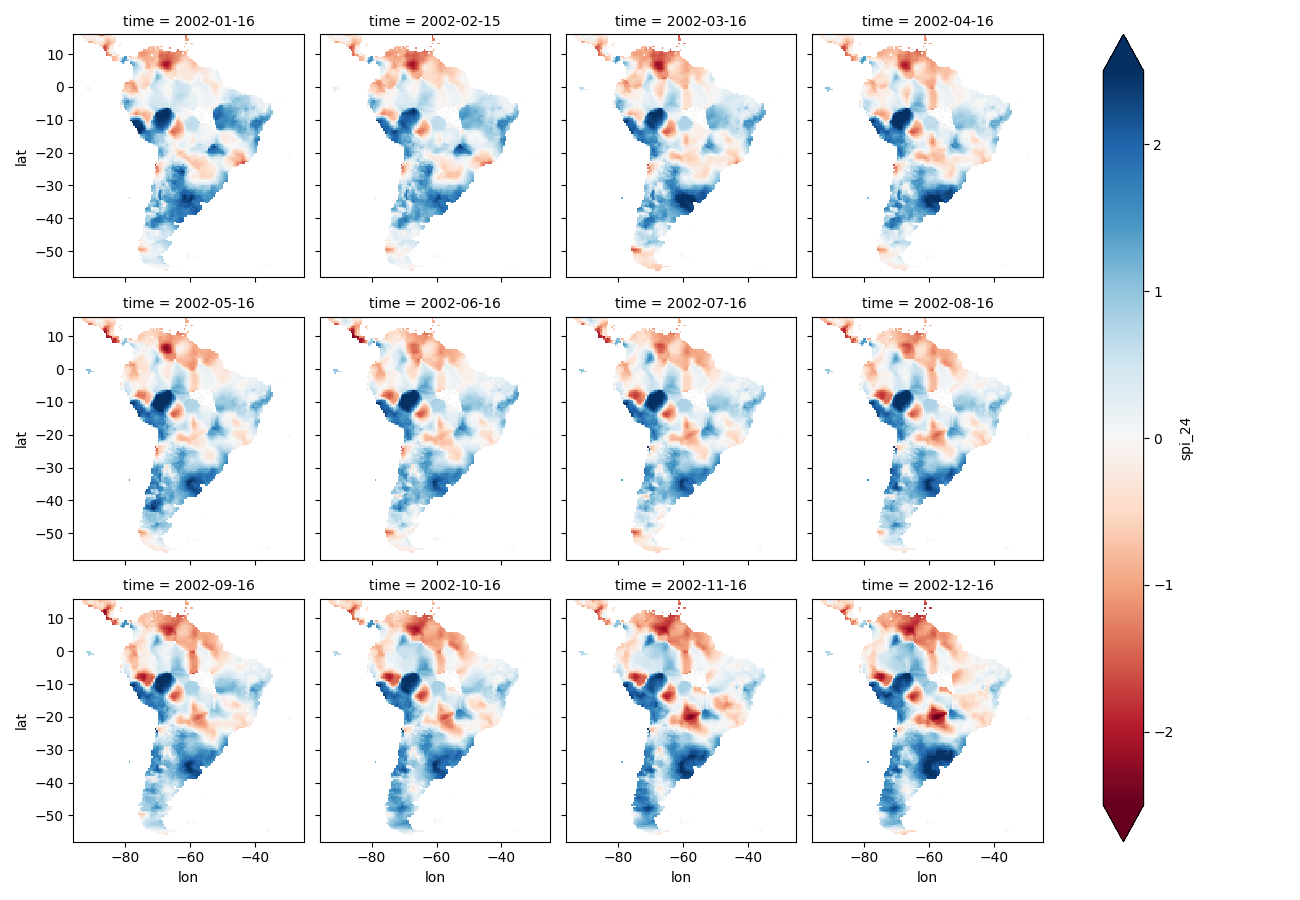 time = 2002-01-16
time = 2002-02-15
time = 2002-03-16
time = 2002-04-16
10
0
−10
−20
−30
−40
−50
lat
time = 2002-05-16
time = 2002-06-16
time = 2002-07-16
time = 2002-08-16
10
0
−10
−20
−30
−40
−50
lat
time = 2002-09-16
time = 2002-10-16
time = 2002-11-16
time = 2002-12-16
10
0
−10
−20
−30
−40
−50
lat
−80 −60 −40
lon
−80 −60 −40
lon
−80 −60 −40
lon
−80 −60 −40
lon
2
1
0
−1
−2
spi_24